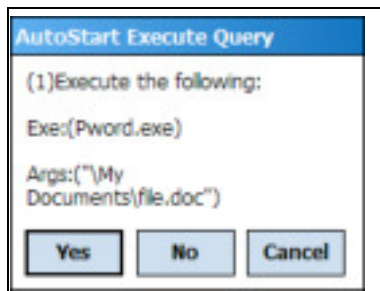 AutoStart Execute Query
(1)Execute the following:
Exe:(Pword.exe)
Args:("\My
Documents\file.doc")
Yes No Cancel